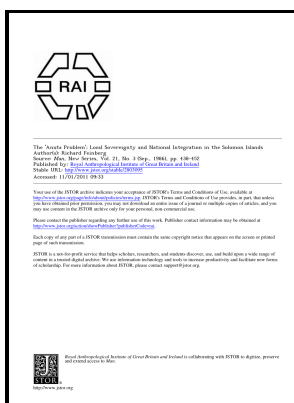 RAI
The 'Anuta Problem': Local Sovereignty and National Integration in the Solomon Islands
Author(s): Richard Feinberg
Source: Man, New Series, Vol. 21, No. 3 (Sep., 1986), pp. 438-452
Published by: Royal Anthropological Institute of Great Britain and Ireland
Stable URL: http://www.jstor.org/stable/2803095
Accessed: 11/01/2011 09:33
Your use of the JSTOR archive indicates your acceptance of JSTOR's Terms and Conditions of Use, available at
http://www.jstor.org/page/info/about/policies/terms.jsp. JSTOR's Terms and Conditions of Use provides, in part, that unless
you have obtained prior permission, you may not download an entire issue of a journal or multiple copies of articles, and you
may use content in the JSTOR archive only for your personal, non-commercial use.
Please contact the publisher regarding any further use of this work. Publisher contact information may be obtained at
http://www.jstor.org/action/showPublisher?publisherCode=rai.
Each copy of any part of a JSTOR transmission must contain the same copyright notice that appears on the screen or printed
page of such transmission.
JSTOR is a not-for-profit service that helps scholars, researchers, and students discover, use, and build upon a wide range of
content in a trusted digital archive. We use information technology and tools to increase productivity and facilitate new forms
of scholarship. For more information about JSTOR, please contact support@jstor.org.
Royal Anthropological Institute of Great Britain and Ireland is collaborating with JSTOR to digitize, preserve
and extend access to Man.
JSTOR
http://www.jstor.org